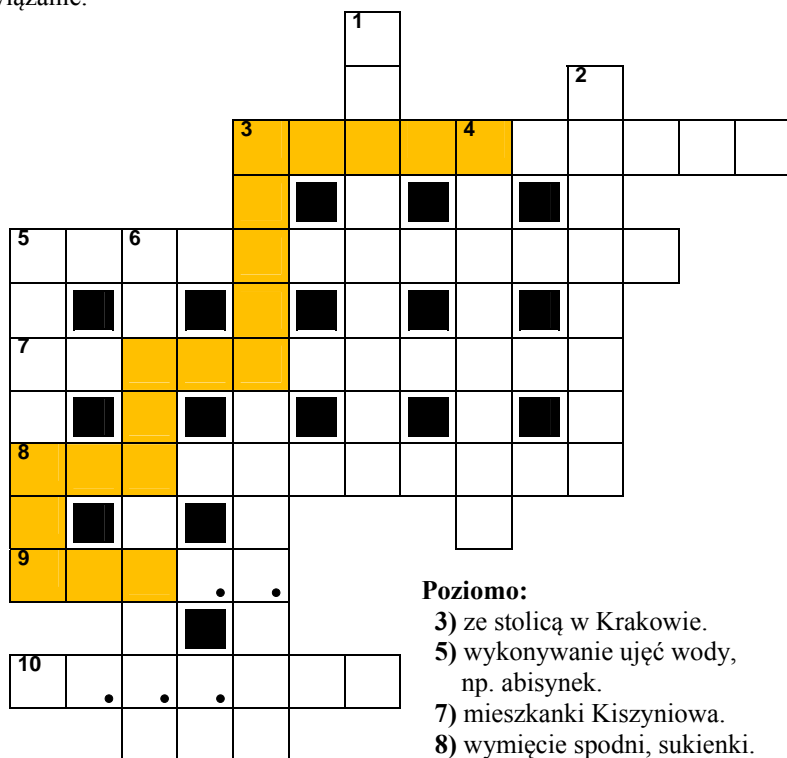 1
2
3 4
5 6
7
8
9
10
Poziomo:
3) ze stolicą w Krakowie.
5) wykonywanie ujęć wody,
np. abisynek.
7) mieszkanki Kiszyniowa.
8) wymięcie spodni, sukienki.